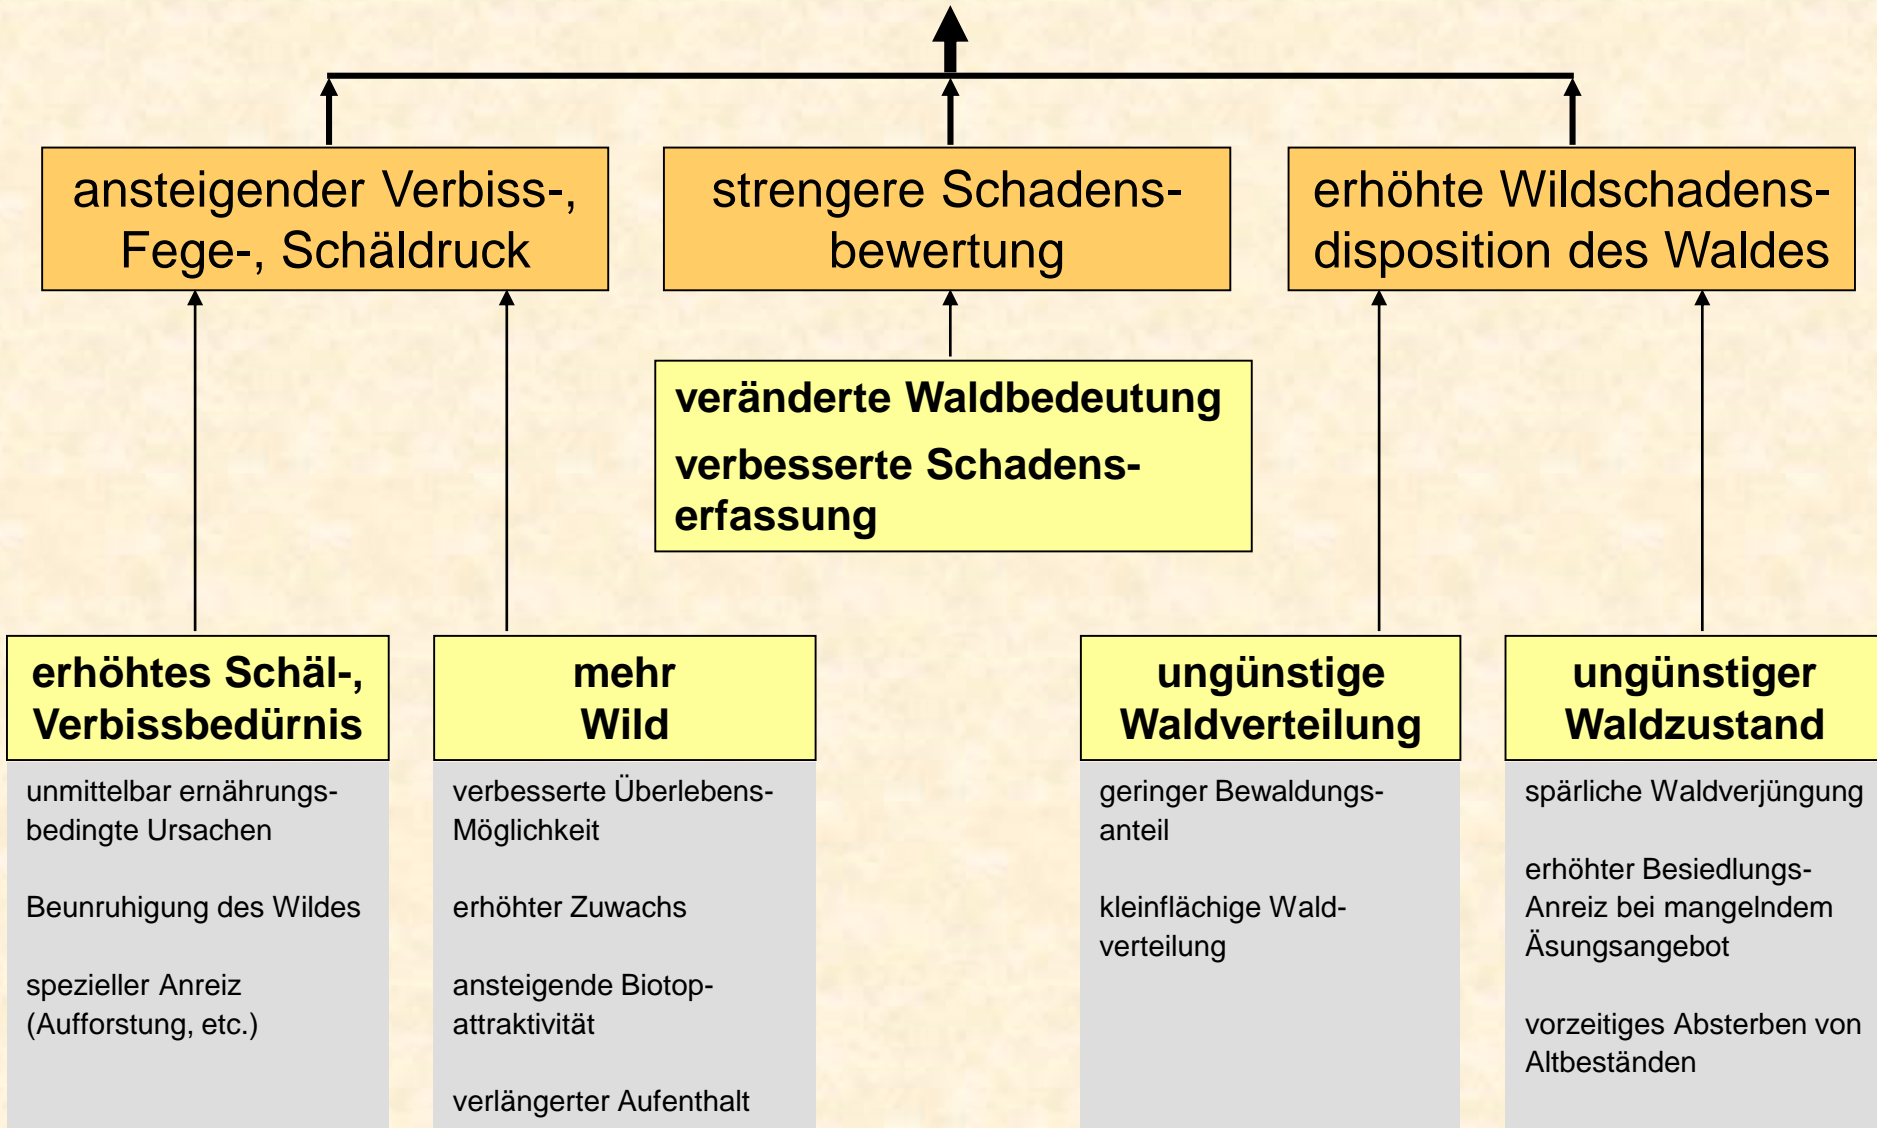 ansteigender Verbiss-,
Fege-, Schäldruck
strengere Schadens-
bewertung
erhöhte Wildschadens-
disposition des Waldes
veränderte Waldbedeutung
verbesserte Schadens-
erfassung
erhöhtes Schäl-,
Verbissbedürnis
unmittelbar ernährungs-
bedingte Ursachen
Beunruhigung des Wildes
spezieller Anreiz
(Aufforstung, etc.)
mehr
Wild
verbesserte Überlebens-
Möglichkeit
erhöhter Zuwachs
ansteigende Biotop-
attraktivität
verlängerter Aufenthalt
ungünstige
Waldverteilung
geringer Bewaldungs-
anteil
kleinflächige Wald-
verteilung
ungünstiger
Waldzustand
spärliche Waldverjüngung
erhöhter Besiedlungs-
Anreiz bei mangelndem
Äsungsangebot
vorzeitiges Absterben von
Altbeständen